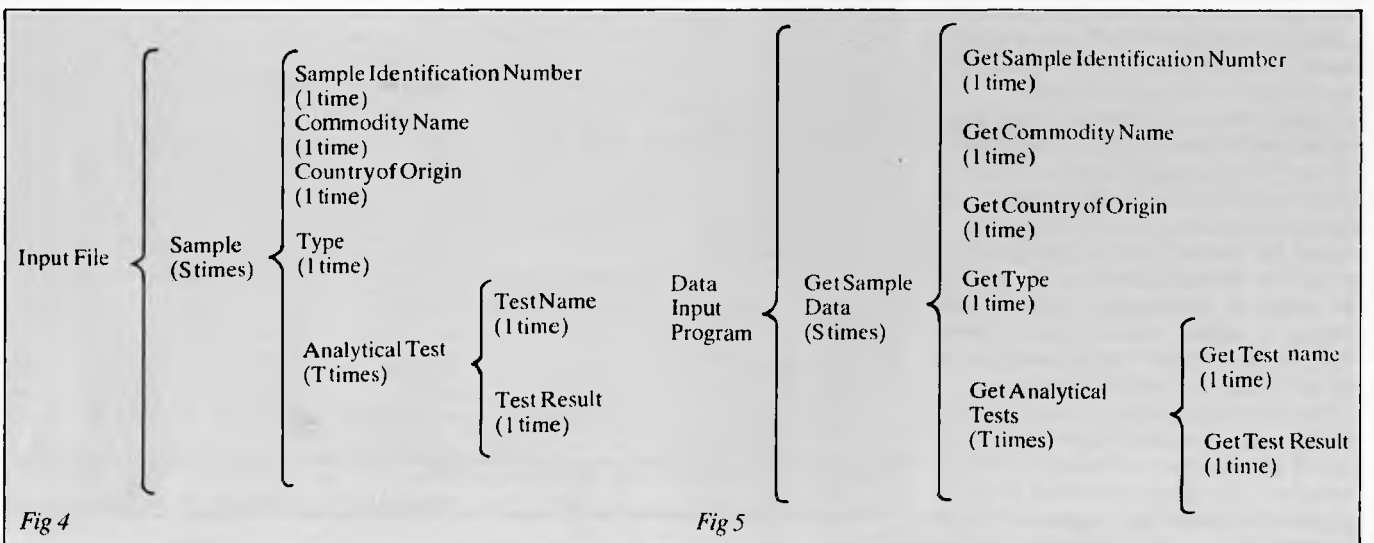 Input File
Sample
(S times)
Sample Identification Number
(1 time)
Commodity Name
(1 time)
Country of Origin
(1 time)
Type
(1 time)
Analytical Test
(T times)
Test Name
(1 time)
Test Result
(1 time)
Fig 4
Data
Input
Program
Get Sample
Data
(S times)
Get Sample Identification Number
(1 time)
Get Commodity Name
(1 time)
Get Country of Origin
(1 time)
Get Type
(1 time)
Get Analytical
Tests
(T times)
Get Test name
(1 time)
Get Test Result
(1 time)
Fig 5